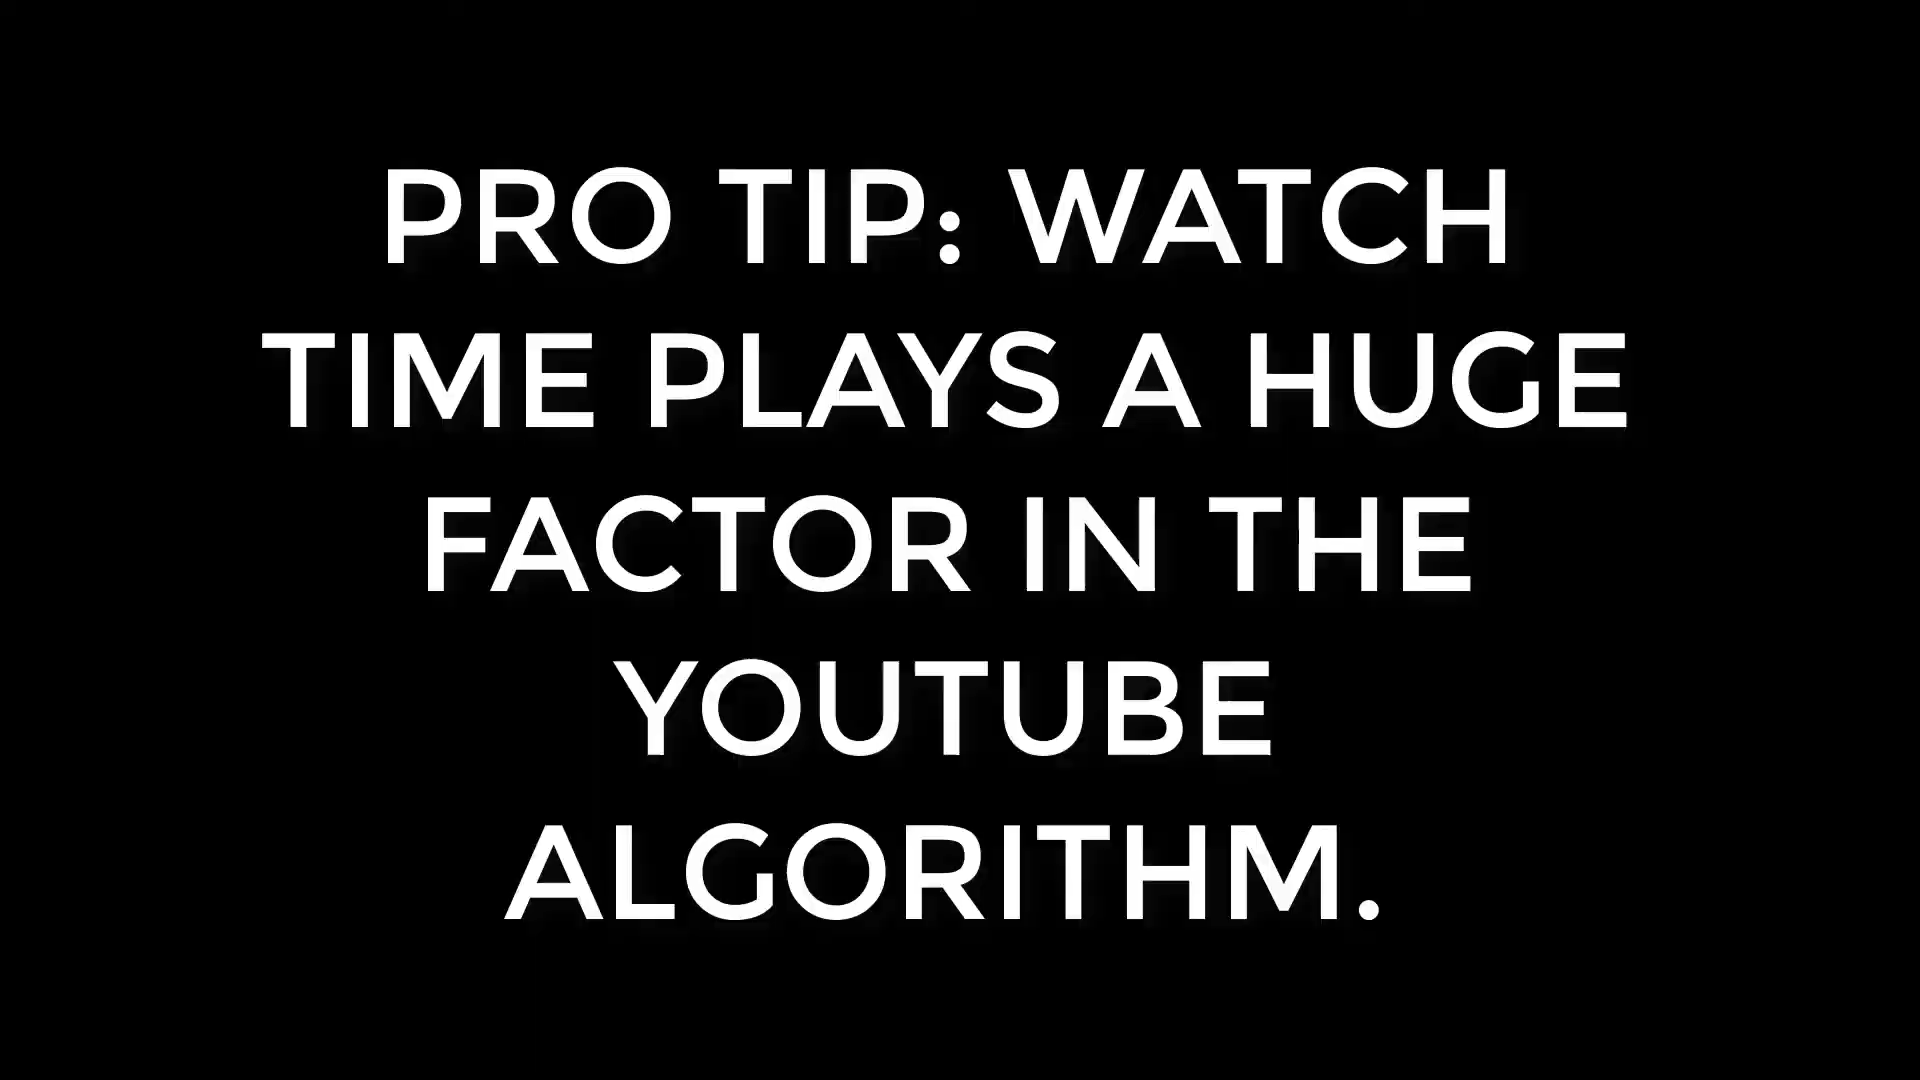 PRO TIP: WATCH
TIME PLAYS A HUGE
FACTOR IN THE
YOUTUBE
ALGORITHM.